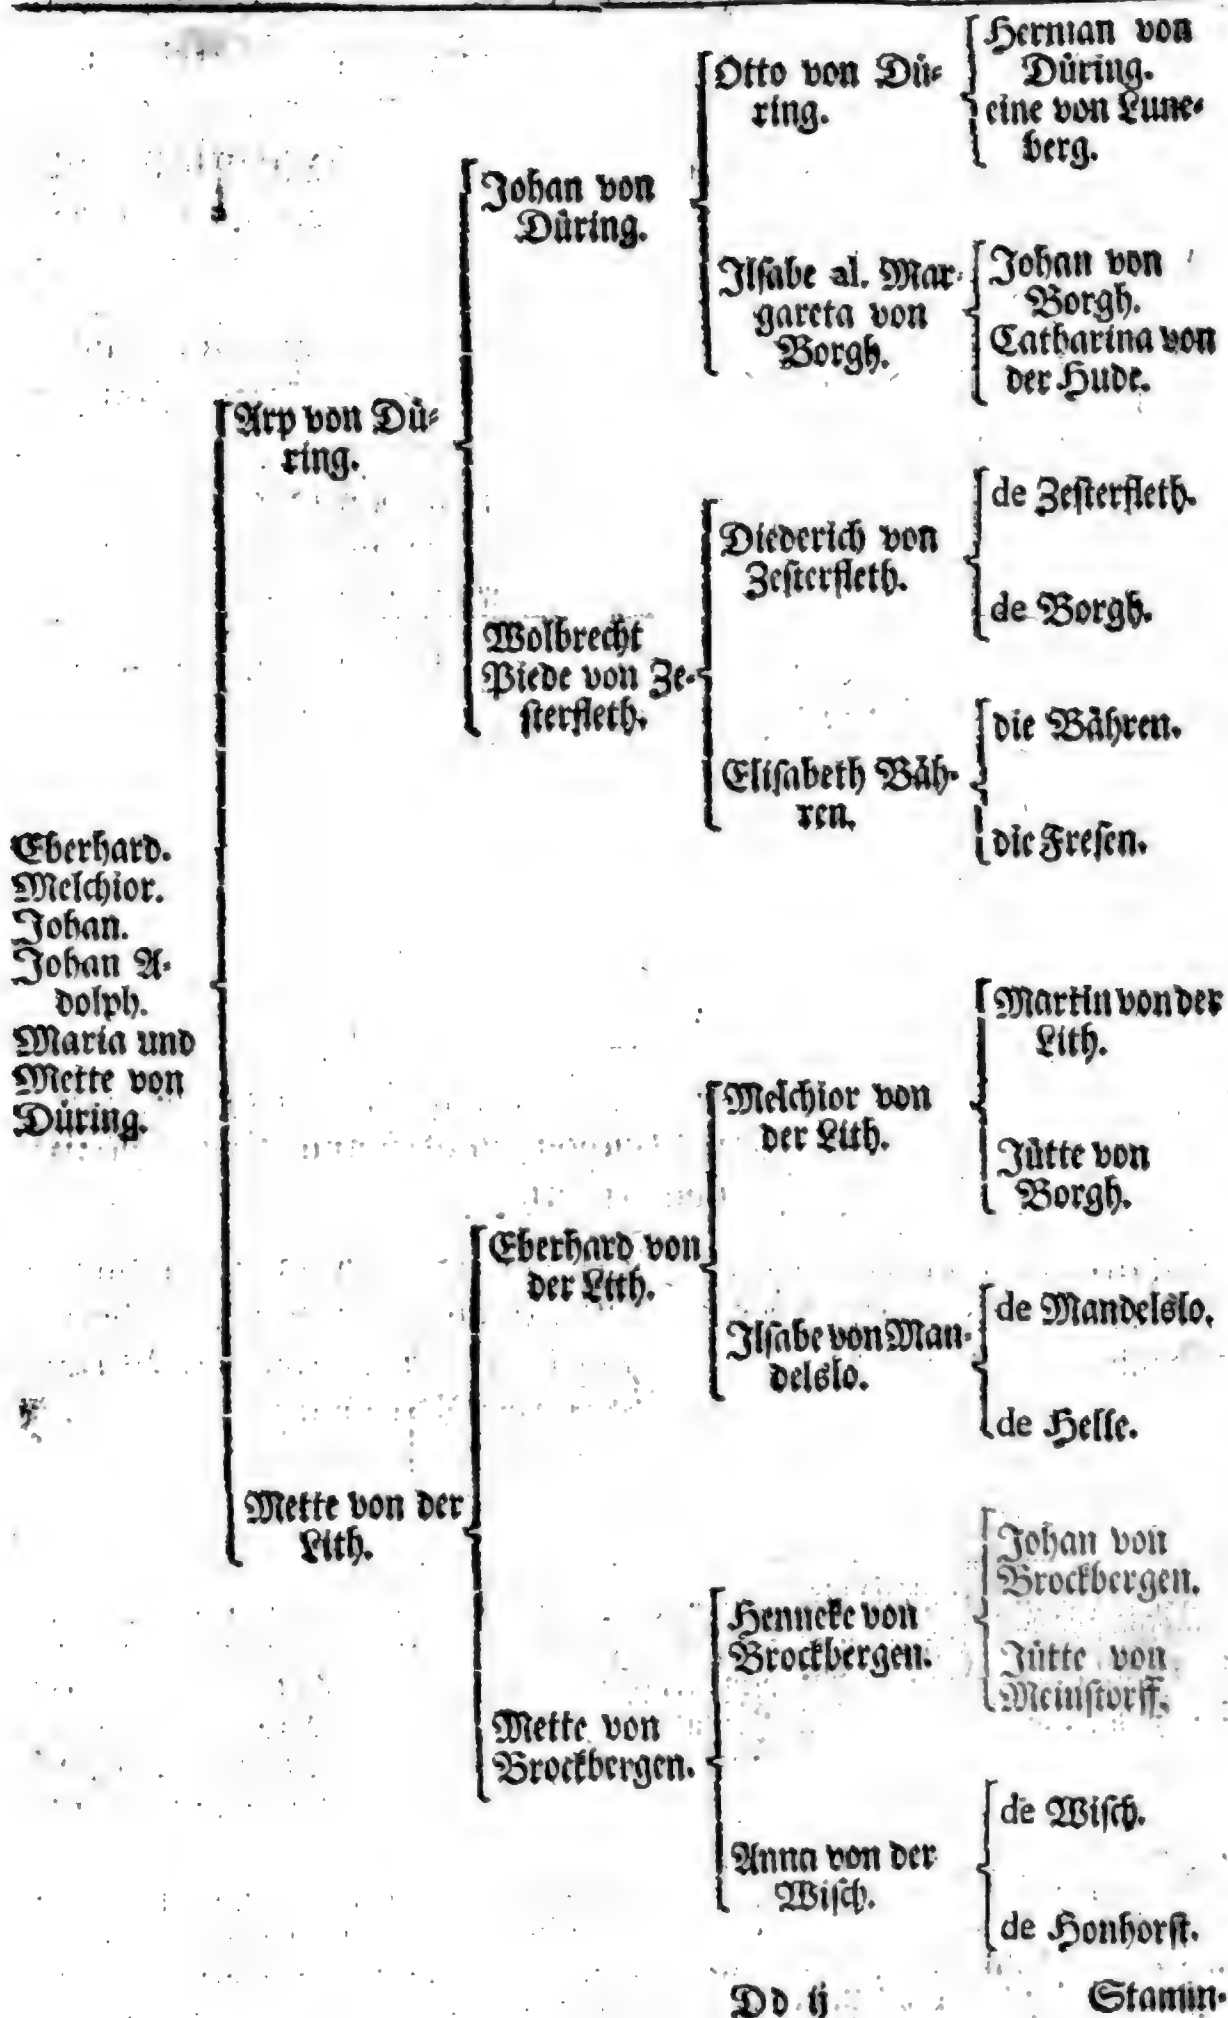 Eberhard.
Melchior.
Johan.
Johan A-
dolph.
Maria und
Mette von
Düring.
Arp von Dü-
ring.
Mette von der
Lith.
Johan von
Düring.
Wolbrecht
Piede von Ze-
sterfleth.
Eberhard von
der Lith.
Mette von
Brockbergen.
Otto von Dü-
ring.
Ilsabe al. Mar-
gareta von
Borgh.
Diederich von
Zesterfleth.
Elisabeth Bäh-
ren.
Melchior von
der Lith.
Ilsabe von Man-
delslo.
Henneke von
Brockbergen.
Anna von der
Wisch.
Herman von
Düring.
eine von Lune-
berg.
Johan von
Borgh.
Catharina von
der Hude.
de Zesterfleth.
de Borgh.
die Bähren.
die Fresen.
Martin von der
Lith.
Jütte von
Borgh.
de Mandelslo.
de Helle.
Johan von
Brockbergen.
Jütte von
Meinstorff.
de Wisch.
de Honhorst.
Dd ij
Stamm-